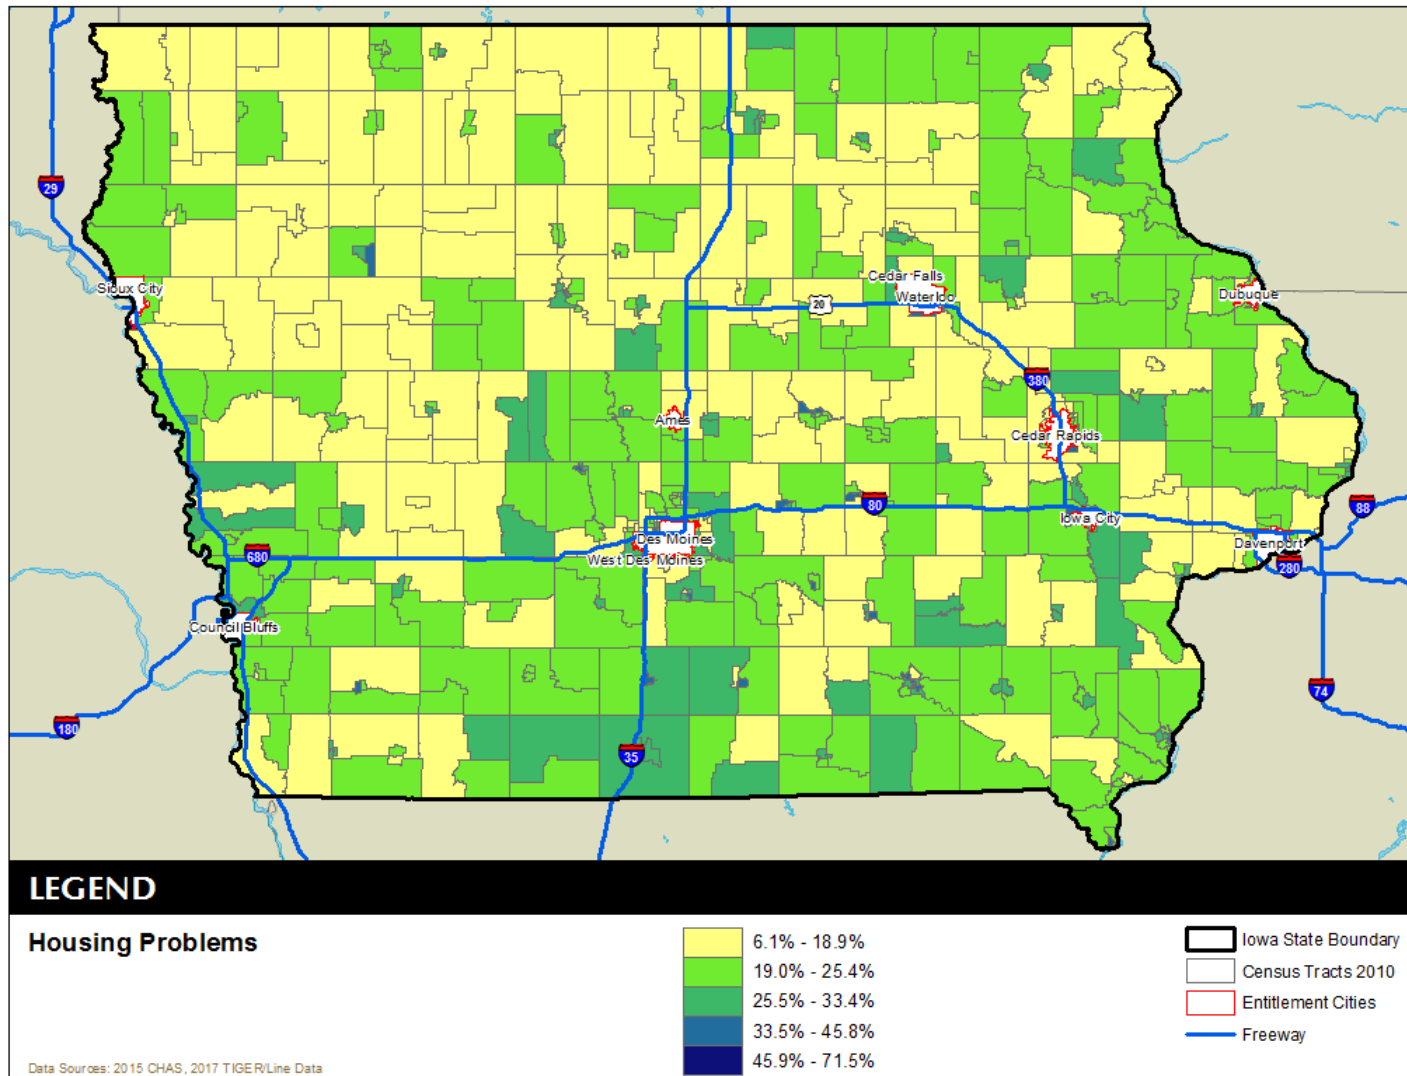 29
Sioux City
Cedar Falls
Waterloo
20
Dubuque
380
Ames
Cedar Rapids
80
Iowa City
88
Des Moines
West Des Moines
Davenport
680
280
Council Bluffs
74
180
35
LEGEND
Housing Problems
6.1% - 18.9%
19.0% - 25.4%
25.5% - 33.4%
33.5% - 45.8%
45.9% - 71.5%
Iowa State Boundary
Census Tracts 2010
Entitlement Cities
Freeway
Data Sources: 2015 CHAS, 2017 TIGER/Line Data